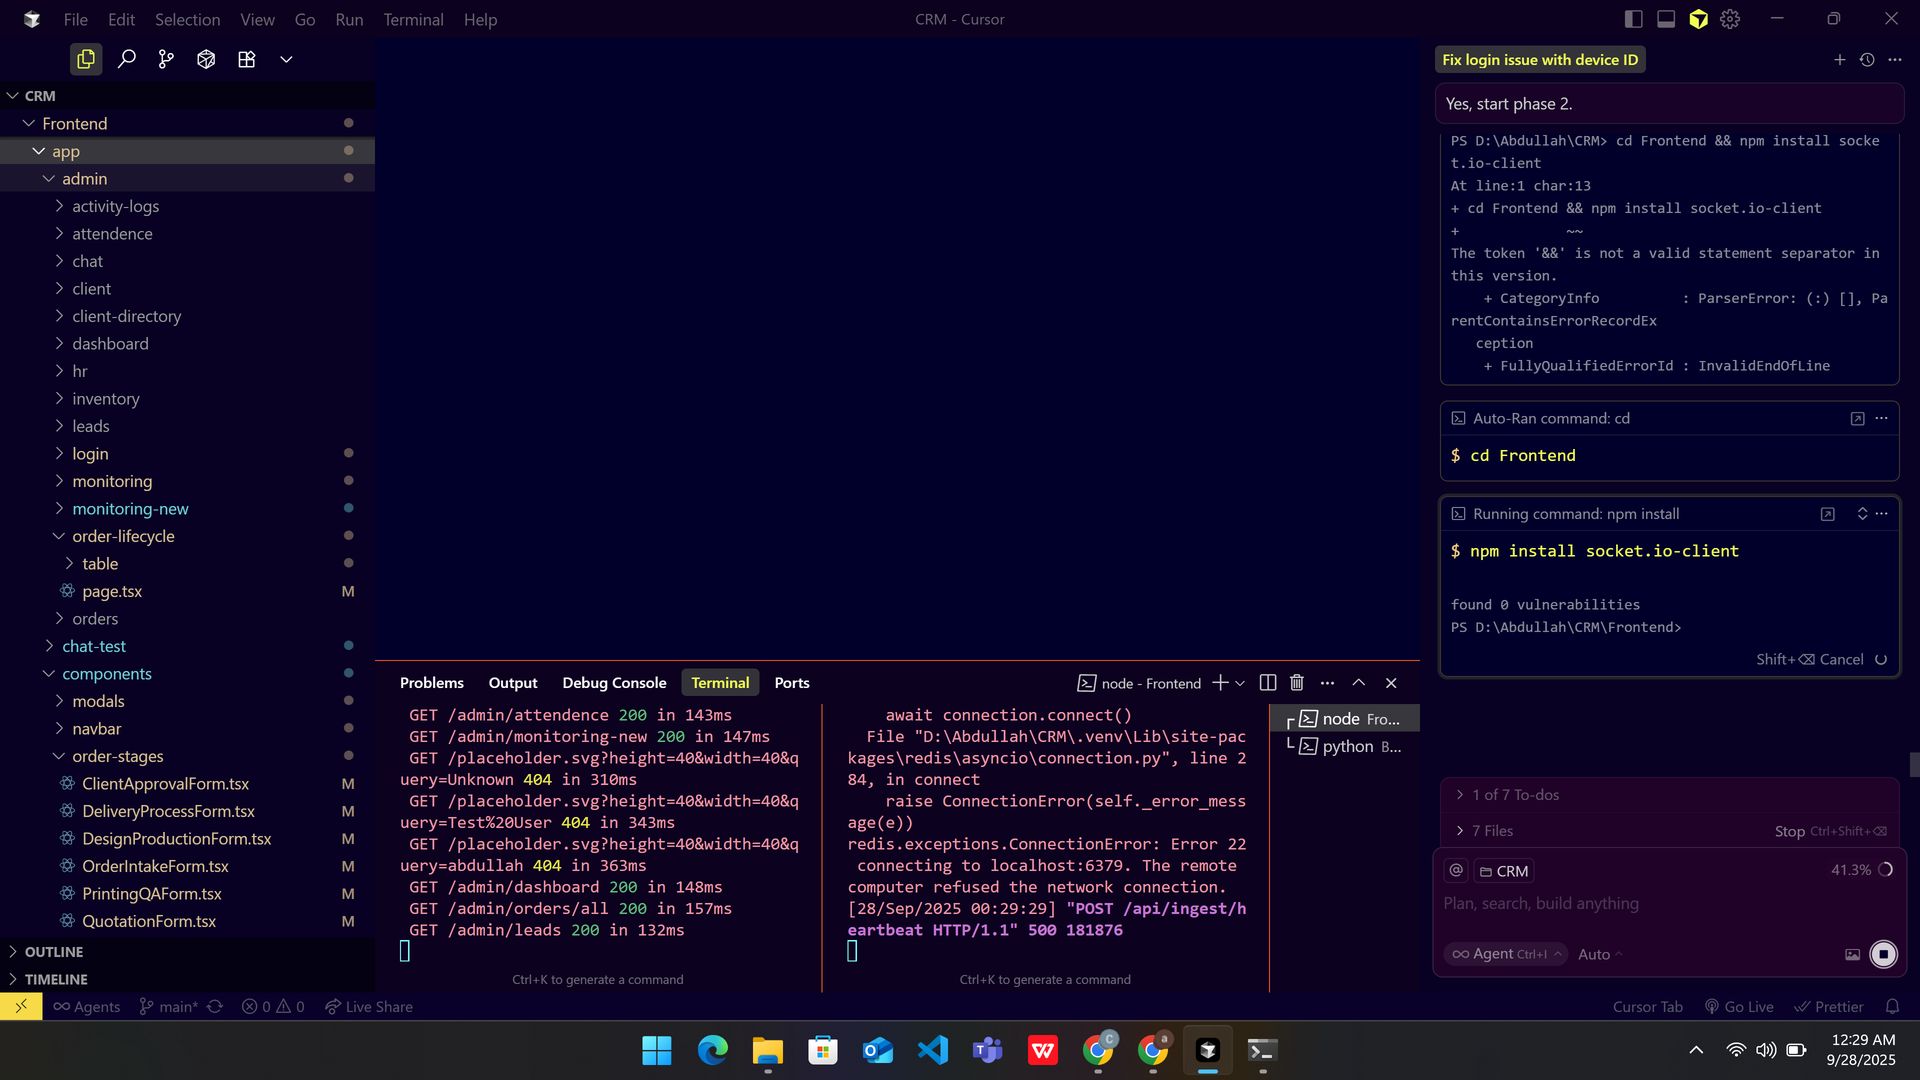 File Edit Selection View Go Run Terminal Help
CRM - Cursor
CRM
Frontend
app
admin
activity-logs
attendence
chat
client
client-directory
dashboard
hr
inventory
leads
login
monitoring
monitoring-new
order-lifecycle
table
page.tsx M
orders
chat-test
components
modals
navbar
order-stages
ClientApprovalForm.tsx M
DeliveryProcessForm.tsx M
DesignProductionForm.tsx M
OrderIntakeForm.tsx M
PrintingQAForm.tsx M
QuotationForm.tsx M
OUTLINE
TIMELINE
Problems Output Debug Console Terminal Ports
node - Frontend
GET /admin/attendence 200 in 143ms
GET /admin/monitoring-new 200 in 147ms
GET /placeholder.svg?height=40&width=40&q
uery=Unknown 404 in 310ms
GET /placeholder.svg?height=40&width=40&q
uery=Test%20User 404 in 343ms
GET /placeholder.svg?height=40&width=40&q
uery=abdullah 404 in 363ms
GET /admin/dashboard 200 in 148ms
GET /admin/orders/all 200 in 157ms
GET /admin/leads 200 in 132ms
Ctrl+K to generate a command
await connection.connect()
File "D:\Abdullah\CRM\.venv\Lib\site-pac
kages\redis\asyncio\connection.py", line 2
84, in connect
raise ConnectionError(self._error_mess
age(e))
redis.exceptions.ConnectionError: Error 22
connecting to localhost:6379. The remote
computer refused the network connection.
[28/Sep/2025 00:29:29] "POST /api/ingest/h
eartbeat HTTP/1.1" 500 181876
Ctrl+K to generate a command
node Fro...
python B...
Fix login issue with device ID
Yes, start phase 2.
PS D:\Abdullah\CRM> cd Frontend && npm install socke
t.io-client
At line:1 char:13
+ cd Frontend && npm install socket.io-client
+ ~~
The token '&&' is not a valid statement separator in
this version.
+ CategoryInfo : ParserError: (:) [], Pa
rentContainsErrorRecordEx
ception
+ FullyQualifiedErrorId : InvalidEndOfLine
Auto-Ran command: cd
$ cd Frontend
Running command: npm install
$ npm install socket.io-client
found 0 vulnerabilities
PS D:\Abdullah\CRM\Frontend>
Shift+⌫ Cancel
1 of 7 To-dos
7 Files Stop Ctrl+Shift+⌫
@ CRM 41.3%
Plan, search, build anything
∞ Agent Ctrl+I Auto
Agents main* 0 0 Live Share
Cursor Tab Go Live Prettier
12:29 AM
9/28/2025